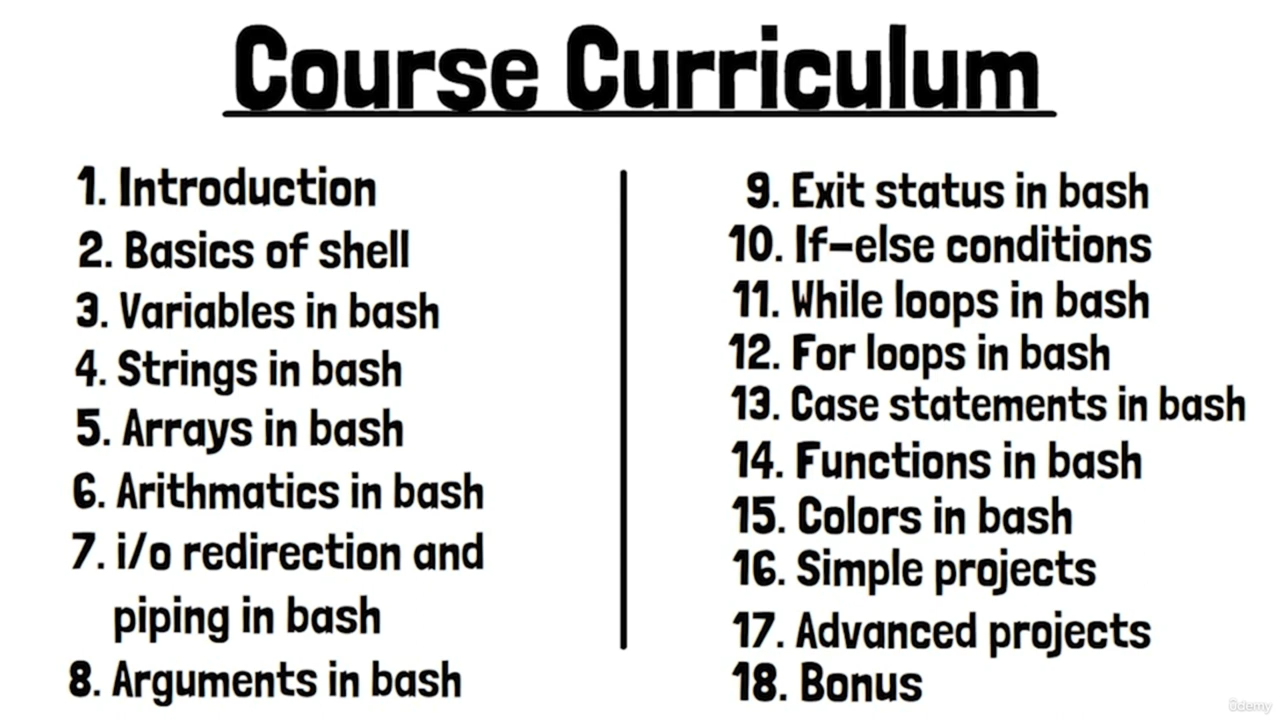 Course Curriculum
1. Introduction
2. Basics of shell
3. Variables in bash
4. Strings in bash
5. Arrays in bash
6. Arithmatics in bash
7. i/o redirection and
piping in bash
8. Arguments in bash
9. Exit status in bash
10. If-else conditions
11. While loops in bash
12. For loops in bash
13. Case statements in bash
14. Functions in bash
15. Colors in bash
16. Simple projects
17. Advanced projects
18. Bonus
ûdemy